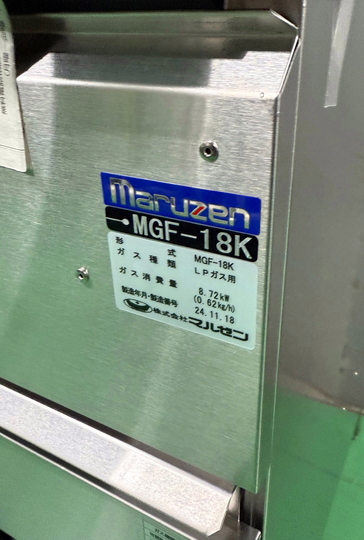 maruzen
MGF-18K
形式 MGF-18K
ガス種類 LPガス用
ガス消費量 8.72kW
(0.62kg/h)
製造年月・製造番号 24.11.18
株式会社マルゼン